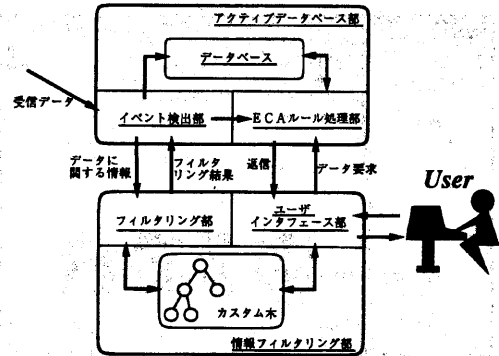 アクティブデータベース部
データベース
受信データ
イベント検出部
ECAルール処理部
データに
関する情報
フィルタ
リング結果
返信
データ要求
User
フィルタリング部
ユーザ
インタフェース部
カスタム木
情報フィルタリング部